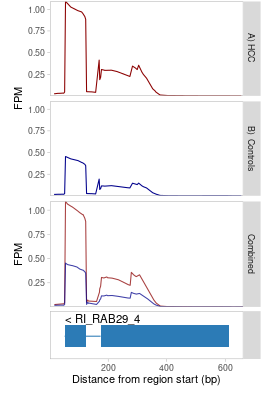 1.00
0.75
0.50
0.25
A) HCC
FPM
1.00
0.75
0.50
0.25
B) Controls
1.00
0.75
0.50
0.25
Combined
FPM
< RI_RAB29_4
200
400
600
Distance from region start (bp)